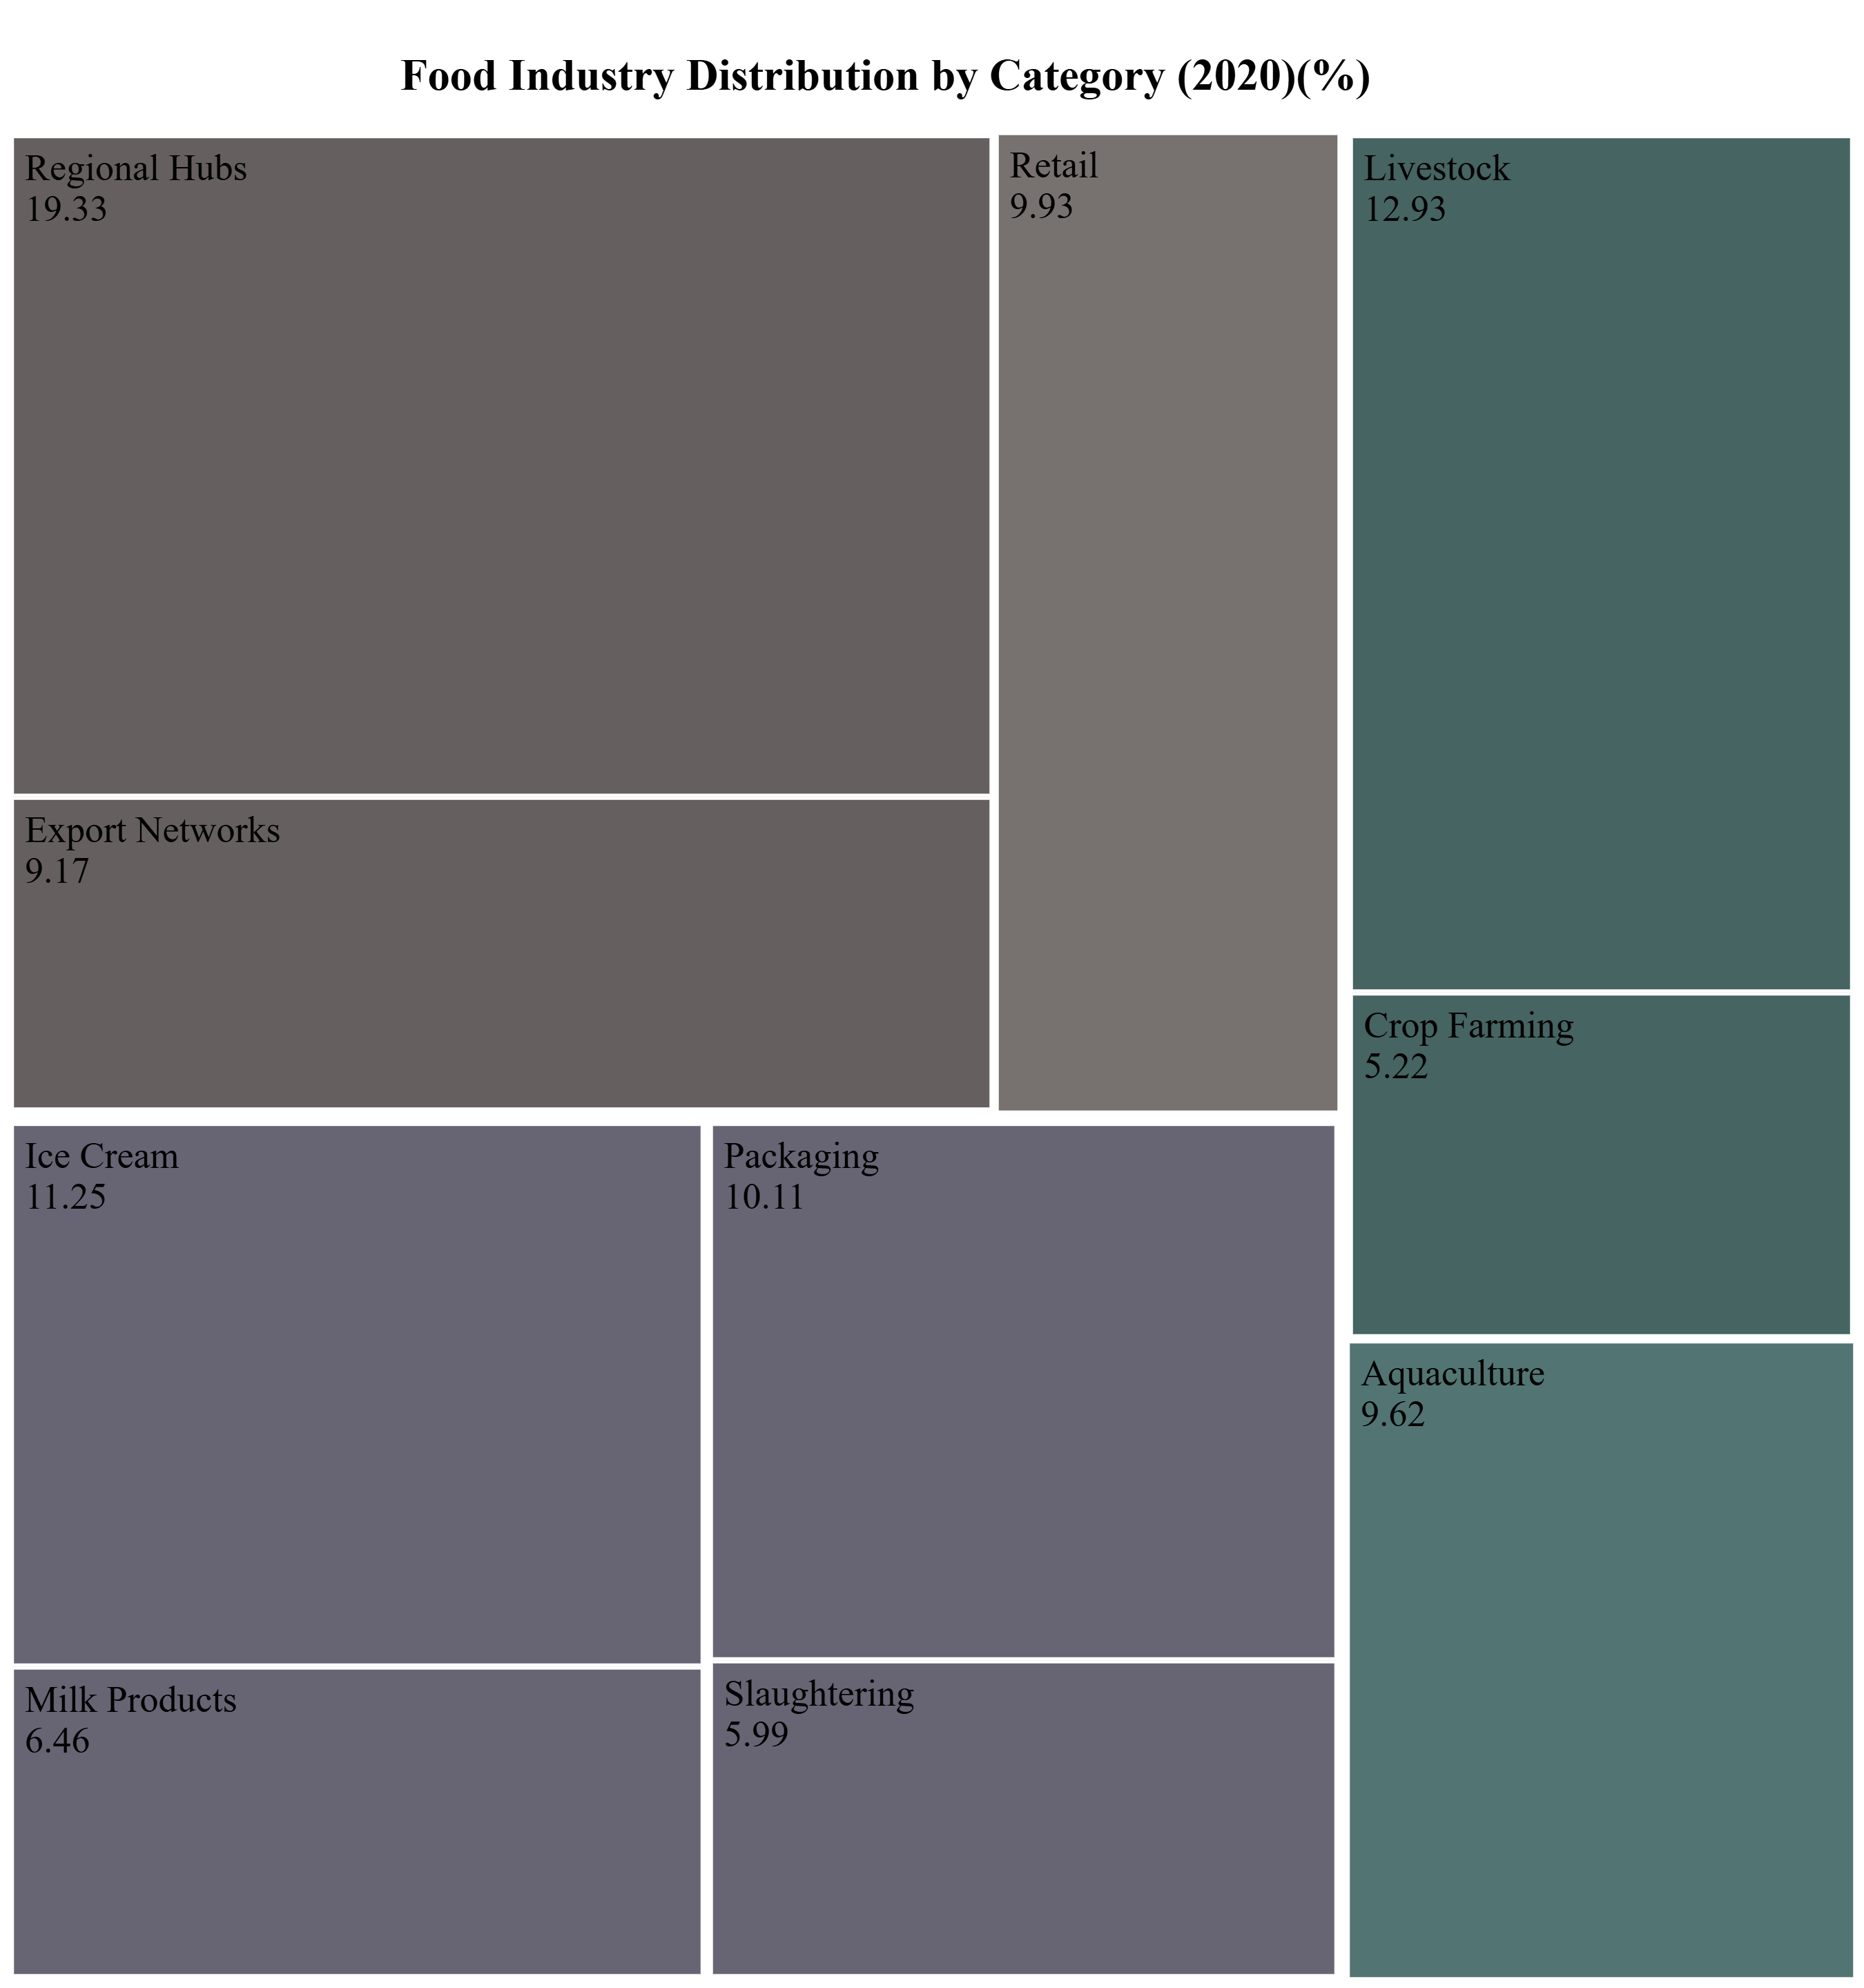 Food Industry Distribution by Category (2020)(%)
Regional Hubs
19.33
Retail
9.93
Livestock
12.93
Export Networks
9.17
Crop Farming
5.22
Ice Cream
11.25
Packaging
10.11
Aquaculture
9.62
Milk Products
6.46
Slaughtering
5.99